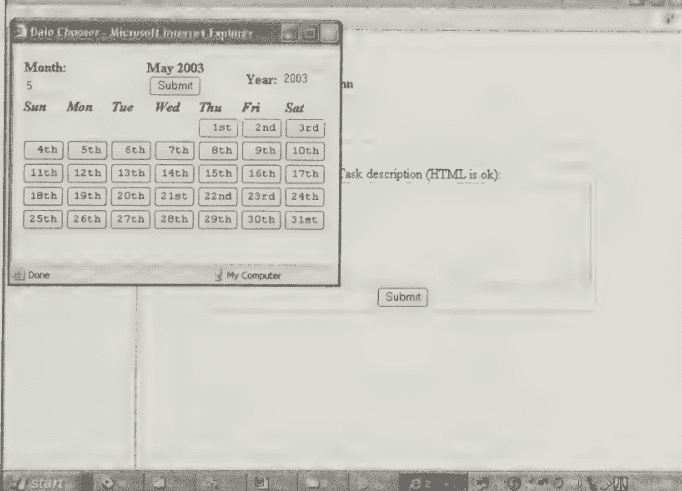 Date Chooser - Microsoft Internet Explorer
Month: May 2003 Year: 2003
5 Submit
Sun Mon Tue Wed Thu Fri Sat
1st 2nd 3rd
4th 5th 6th 7th 8th 9th 10th
11th 12th 13th 14th 15th 16th 17th
18th 19th 20th 21st 22nd 23rd 24th
25th 26th 27th 28th 29th 30th 31st
Done My Computer
Task description (HTML is ok):
Submit
start